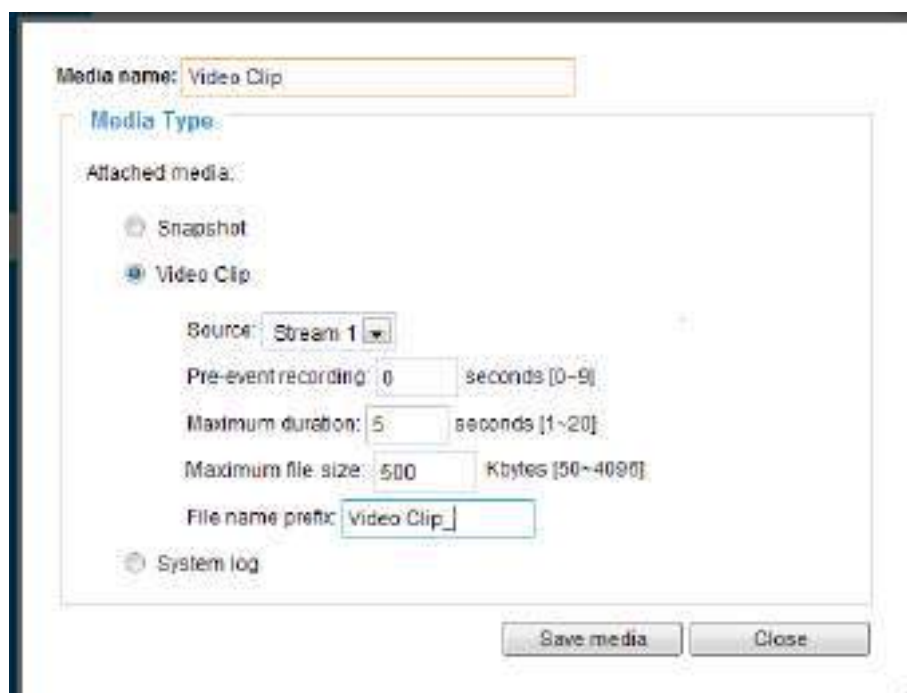 Media name: Video Clip
Media Type
Attached media:
Snapshot
Video Clip
Source: Stream 1
Pre-event recording: 0 seconds [0~9]
Maximum duration: 5 seconds [1~20]
Maximum file size: 500 Kbytes [50~4096]
File name prefix: Video Clip_
System log
Save media Close